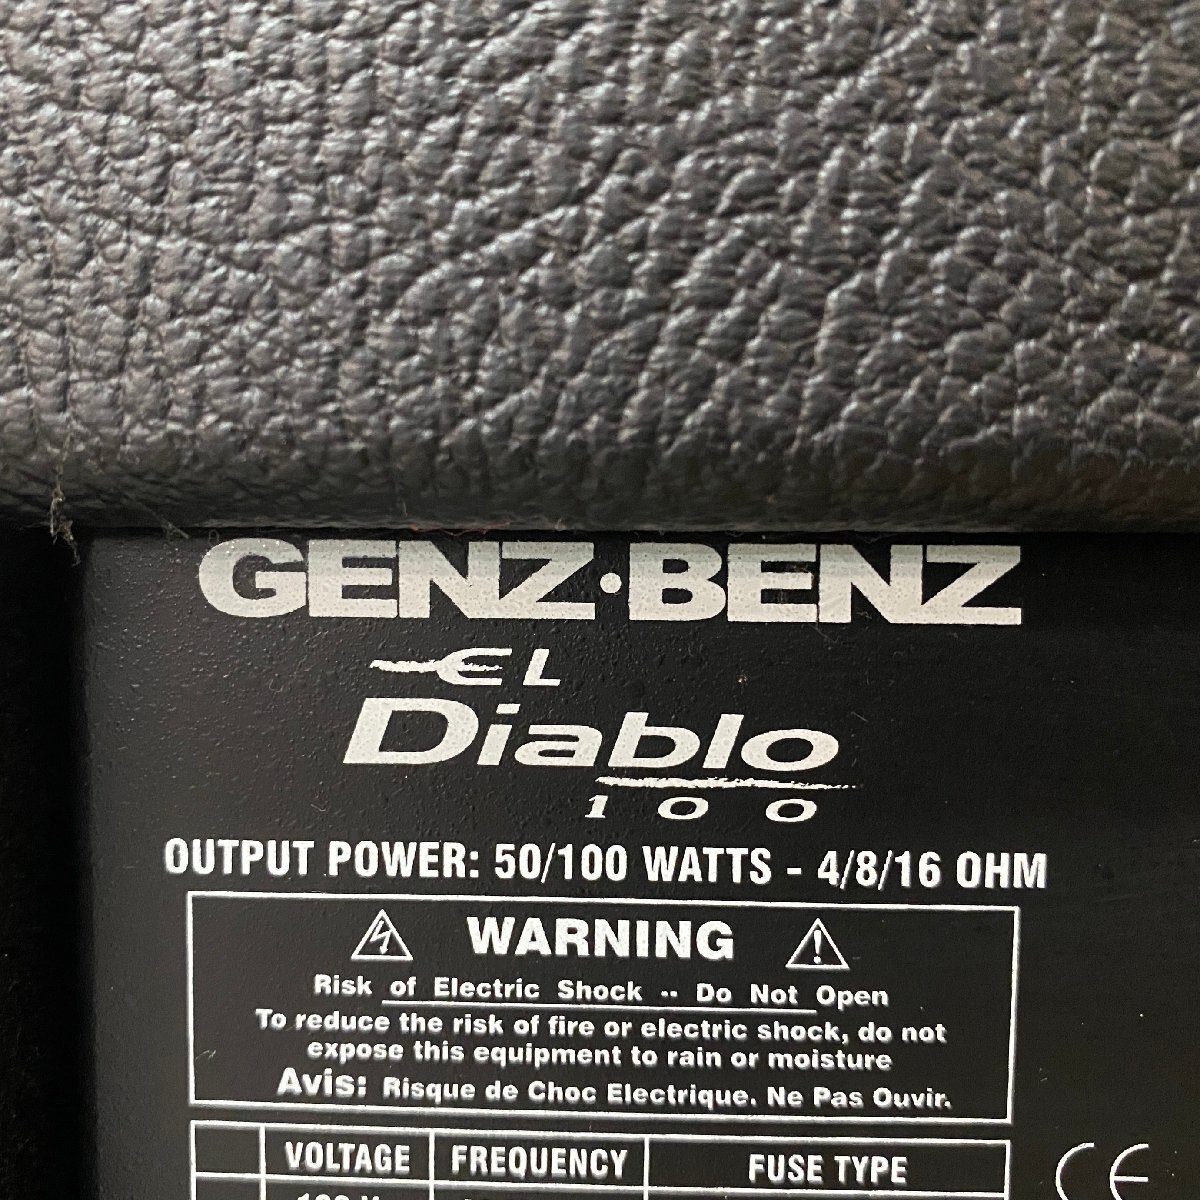 GENZ·BENZ
EL
Diablo
100
OUTPUT POWER: 50/100 WATTS - 4/8/16 OHM
WARNING
Risk of Electric Shock -- Do Not Open
To reduce the risk of fire or electric shock, do not
expose this equipment to rain or moisture
Avis: Risque de Choc Electrique. Ne Pas Ouvir.
VOLTAGE FREQUENCY FUSE TYPE
CE